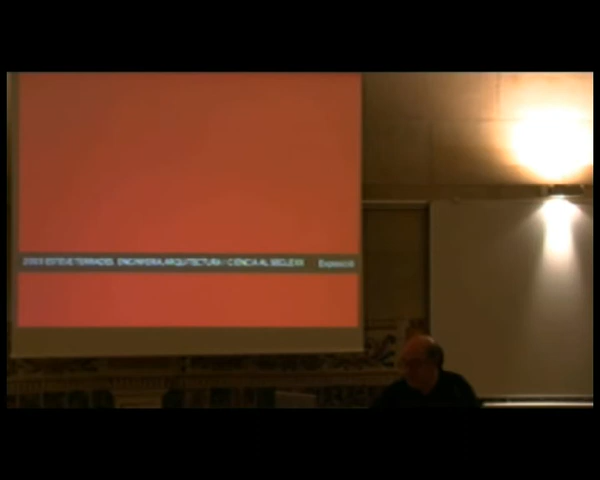 2003 ESTEVE TERRADES. ENGINYERIA, ARQUITECTURA I CIÈNCIA AL SEGLE XX Exposició